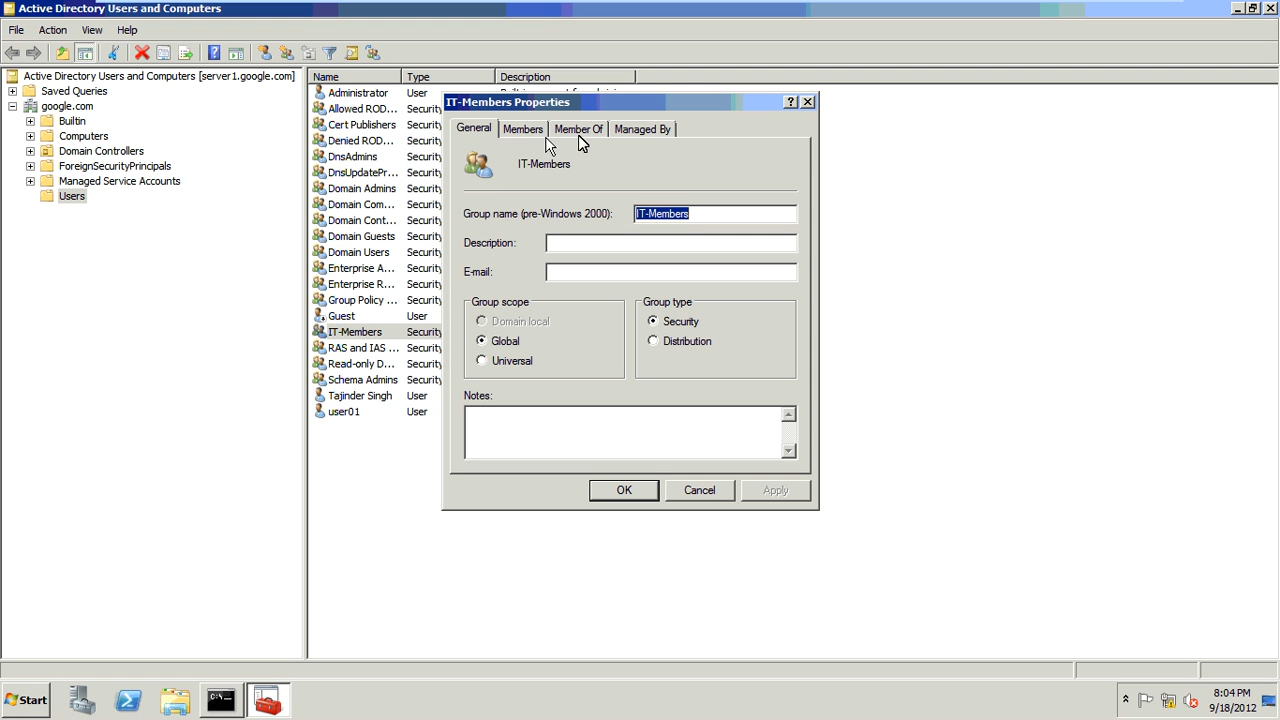 Active Directory Users and Computers
File Action View Help
Active Directory Users and Computers [server1.google.com]
Saved Queries
google.com
Builtin
Computers
Domain Controllers
ForeignSecurityPrincipals
Managed Service Accounts
Users
Name Type Description
Administrator User
Allowed ROD... Security
Cert Publishers Security
Denied ROD... Security
DnsAdmins Security
DnsUpdatePr... Security
Domain Admins Security
Domain Com... Security
Domain Cont... Security
Domain Guests Security
Domain Users Security
Enterprise A... Security
Enterprise R... Security
Group Policy ... Security
Guest User
IT-Members Security
RAS and IAS ... Security
Read-only D... Security
Schema Admins Security
Tajinder Singh User
user01 User
IT-Members Properties
General Members Member Of Managed By
IT-Members
Group name (pre-Windows 2000): IT-Members
Description:
E-mail:
Group scope
Domain local
Global
Universal
Group type
Security
Distribution
Notes:
OK Cancel Apply
Start
8:04 PM
9/18/2012